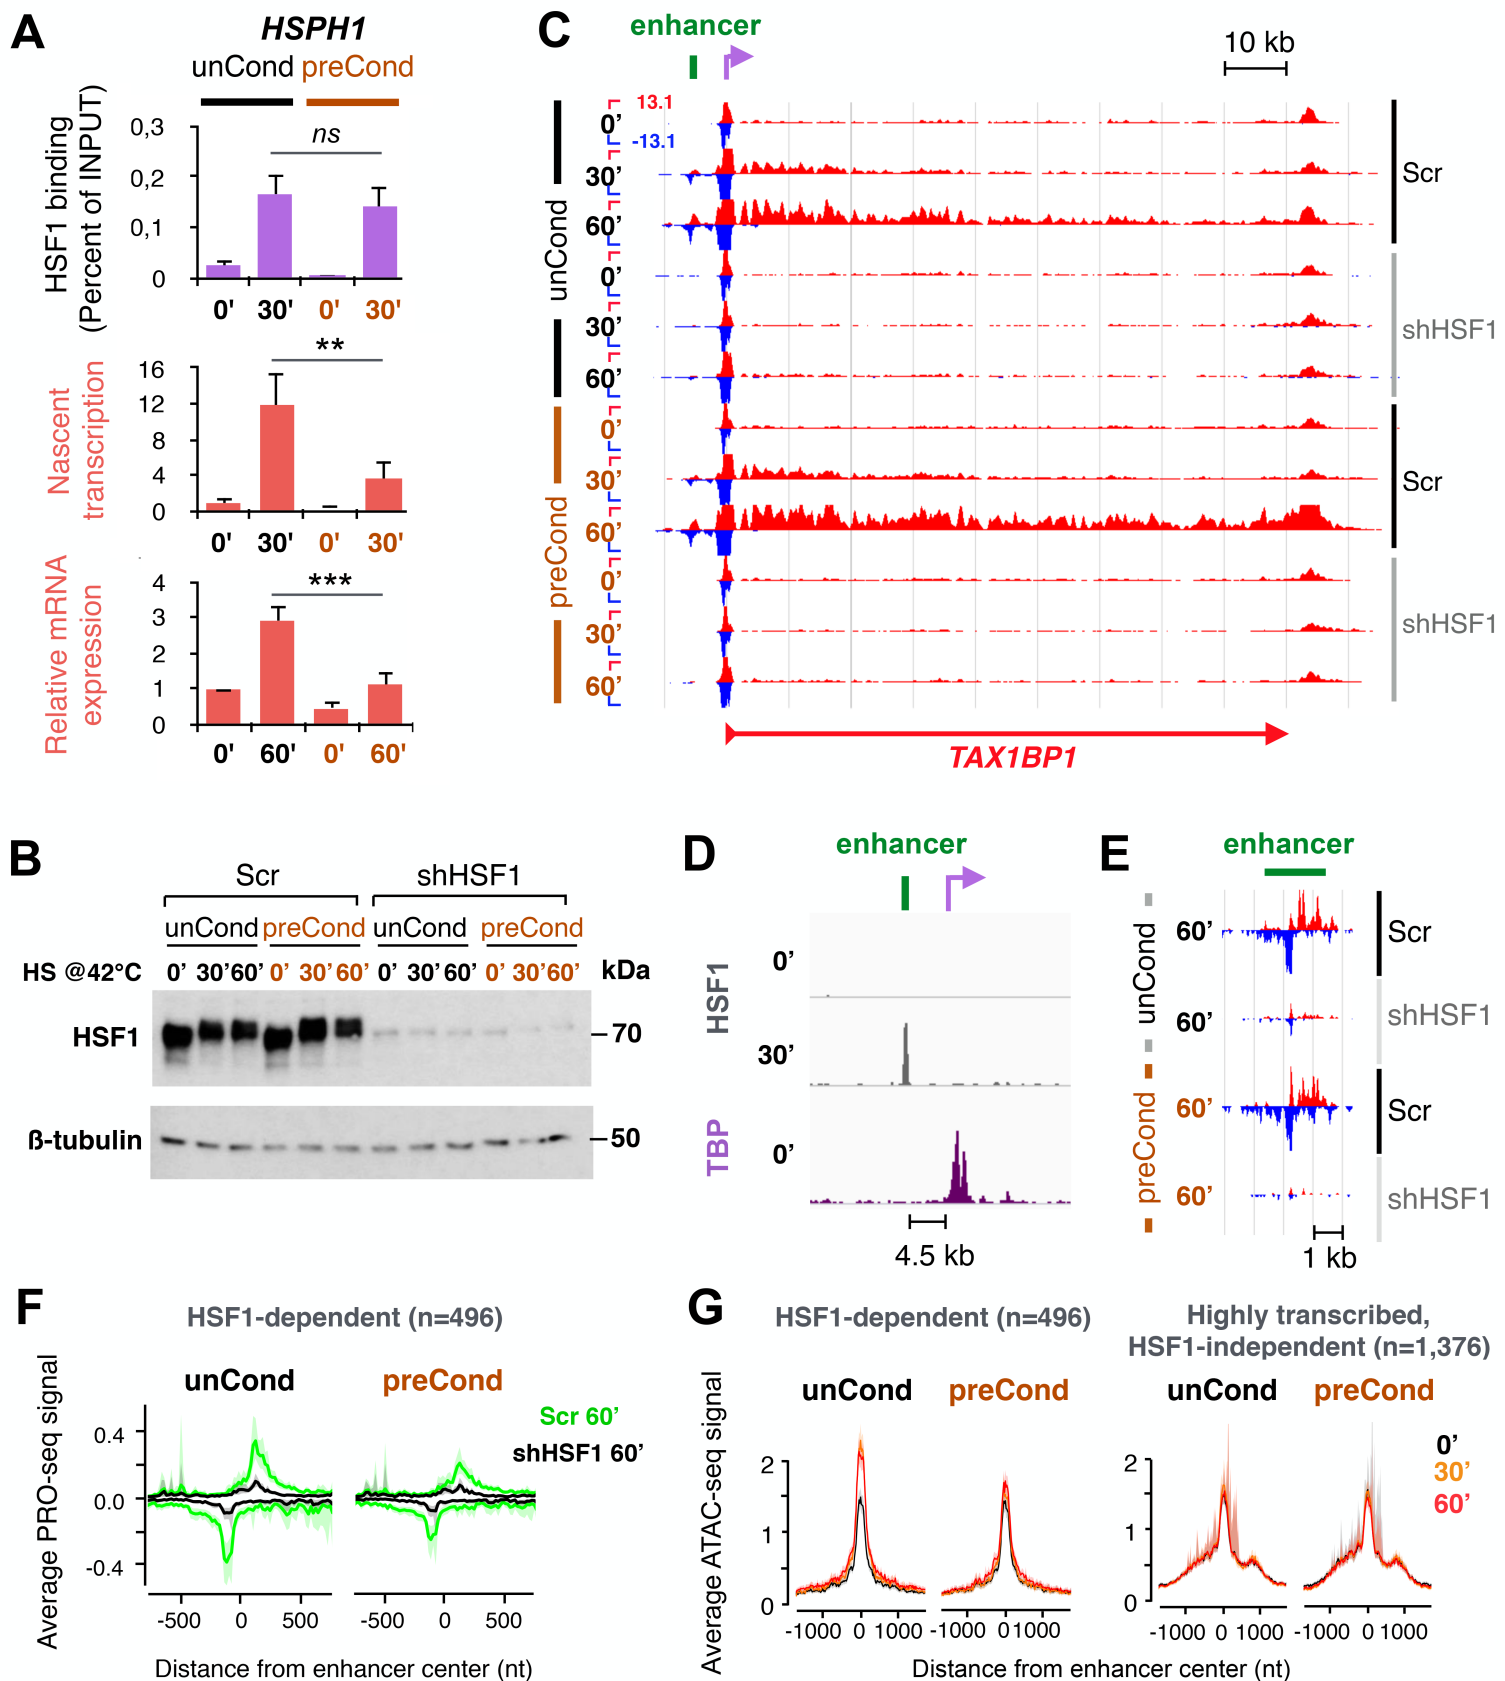 A
HSPH1
unCond preCond
HSF1 binding
(Percent of INPUT)
0,3
0,2
0,1
0
ns
0' 30' 0' 30'
Nascent
transcription
16
12
8
4
0
**
0' 30' 0' 30'
Relative mRNA
expression
4
3
2
1
0
***
0' 60' 0' 60'
B
Scr shHSF1
unCond preCond unCond preCond
HS @42°C 0’ 30’ 60’ 0’ 30’ 60’ 0’ 30’ 60’ 0’ 30’ 60’ kDa
HSF1
70
ß-tubulin
50
C
enhancer
10 kb
13.1
-13.1
unCond
0’
30’
60’
Scr
0’
30’
60’
shHSF1
preCond
0’
30’
60’
Scr
0’
30’
60’
shHSF1
TAX1BP1
D
enhancer
HSF1
0’
30’
TBP
0’
4.5 kb
E
enhancer
unCond
60’ Scr
60’ shHSF1
preCond
60’ Scr
60’ shHSF1
1 kb
F
HSF1-dependent (n=496)
unCond preCond
Scr 60’
shHSF1 60’
Average PRO-seq signal
0.4
0.0
-0.4
-500 0 500 -500 0 500
Distance from enhancer center (nt)
G
HSF1-dependent (n=496)
Highly transcribed,
HSF1-independent (n=1,376)
unCond preCond unCond preCond
0’
30’
60’
Average ATAC-seq signal
2
1
0
2
1
0
-1000 0 1000 -1000 0 1000 -1000 0 1000 -1000 0 1000
Distance from enhancer center (nt)